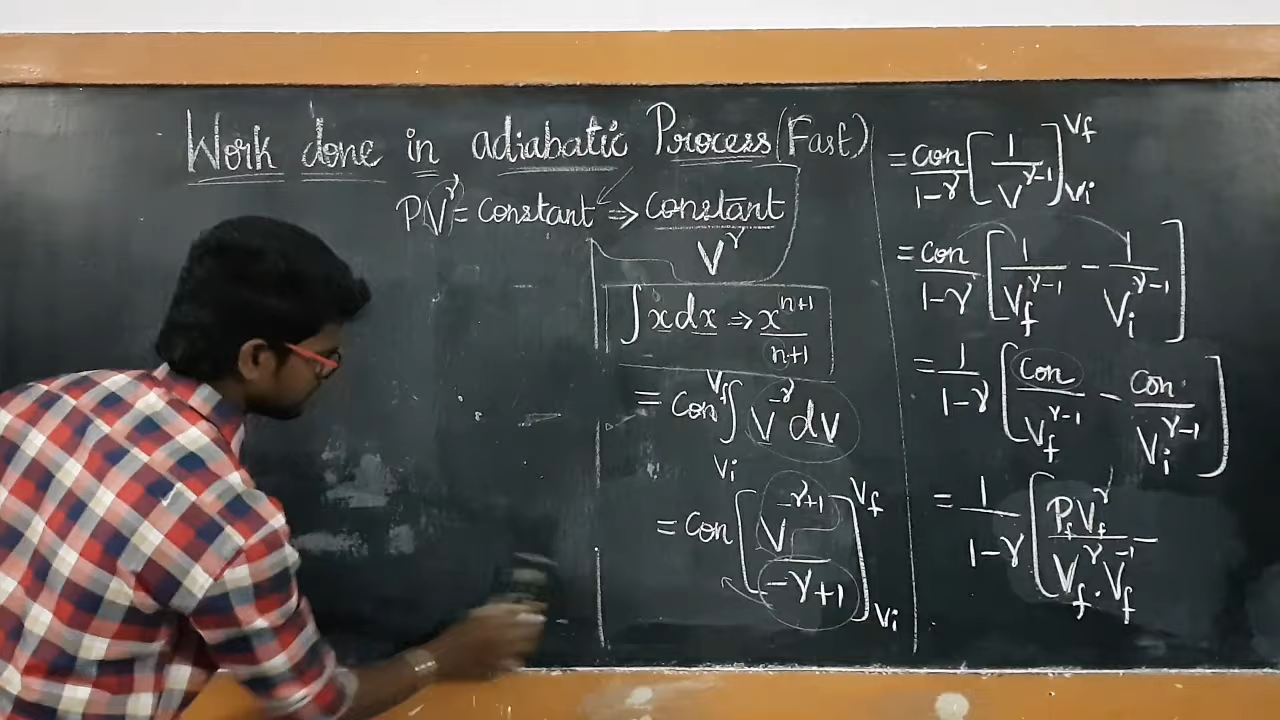 Work done in adiabatic Process (Fast)
PV^γ = Constant ⇒ constant / V^γ
∫ x dx ⇒ x^(n+1) / n+1
= Con ∫_Vi^Vf V^-γ dV
= Con [ V^(-γ+1) / -γ+1 ]_Vi^Vf
= Con / 1-γ [ 1 / V^(γ-1) ]_Vi^Vf
= Con / 1-γ [ 1 / V_f^(γ-1) - 1 / V_i^(γ-1) ]
= 1 / 1-γ [ Con / V_f^(γ-1) - Con / V_i^(γ-1) ]
= 1 / 1-γ [ P_f V_f^γ / V_f^γ . V_f^-1 -